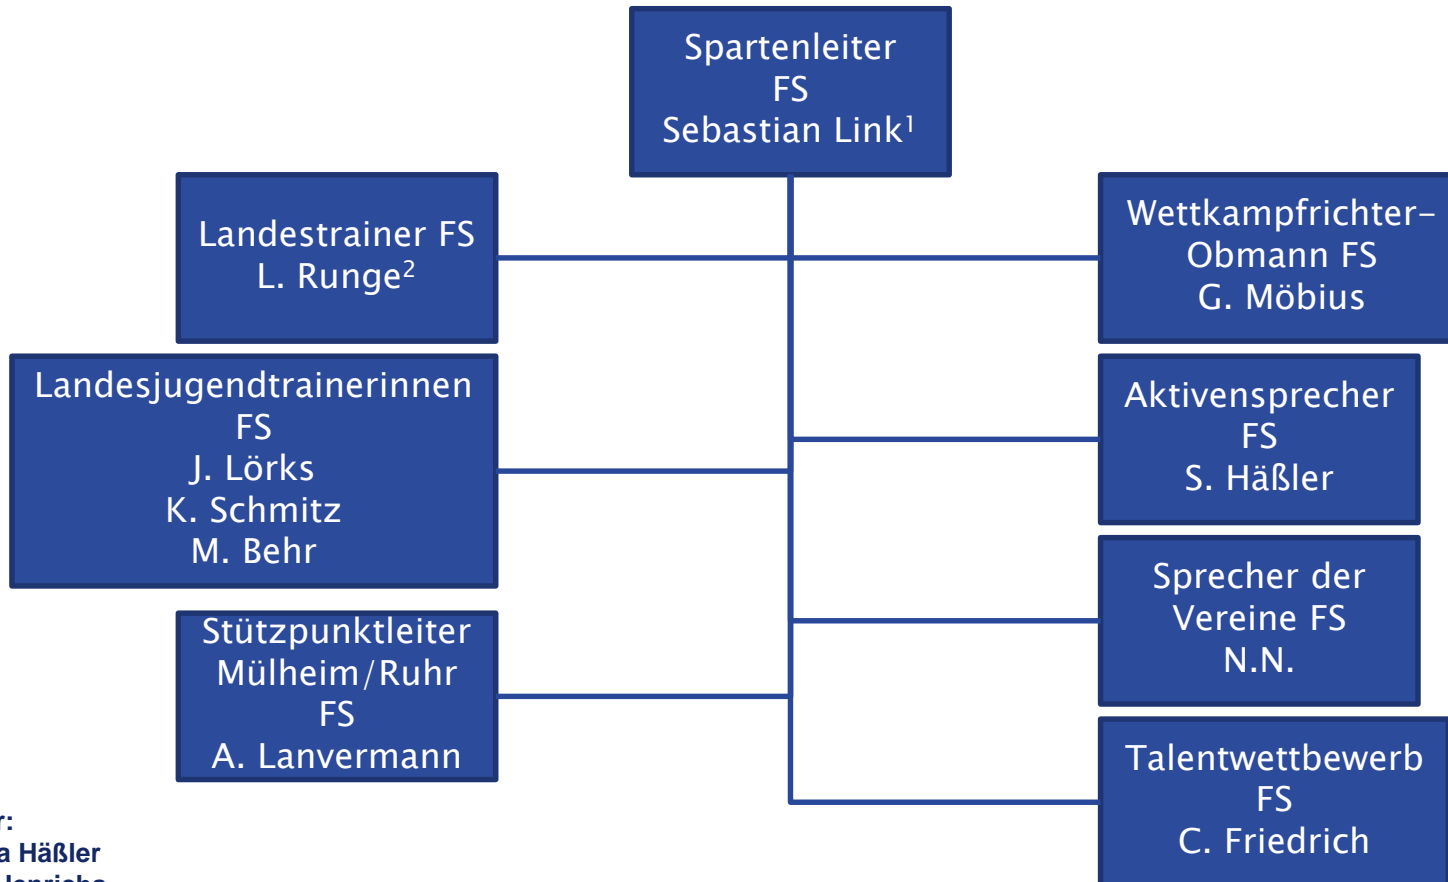 Spartenleiter
FS
Sebastian Link¹
Landestrainer FS
L. Runge²
Wettkampfrichter-
Obmann FS
G. Möbius
Landesjugendtrainerinnen
FS
J. Lörks
K. Schmitz
M. Behr
Aktivensprecher
FS
S. Häßler
Sprecher der
Vereine FS
N.N.
Stützpunktleiter
Mülheim/Ruhr
FS
A. Lanvermann
Talentwettbewerb
FS
C. Friedrich
r:
a Häßler